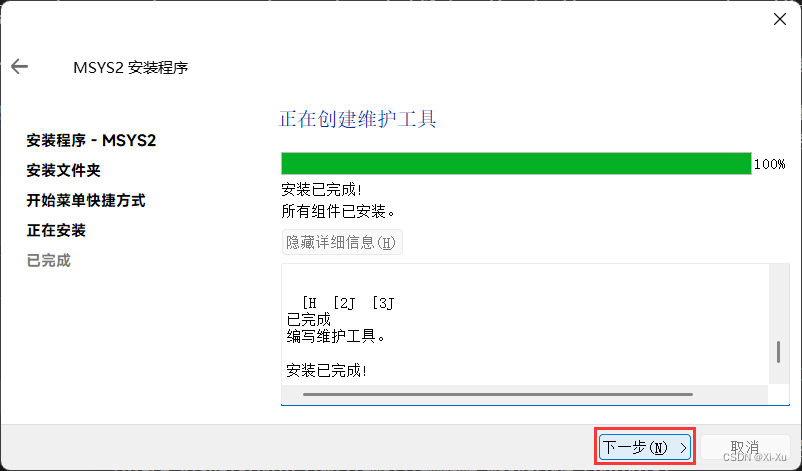 MSYS2 安装程序
安装程序 - MSYS2
安装文件夹
开始菜单快捷方式
正在安装
已完成
正在创建维护工具
100%
安装已完成!
所有组件已安装。
隐藏详细信息(H)
[H [2J [3J
已完成
编写维护工具。
安装已完成!
下一步(N) >
取消
CSDN @Xi-Xu